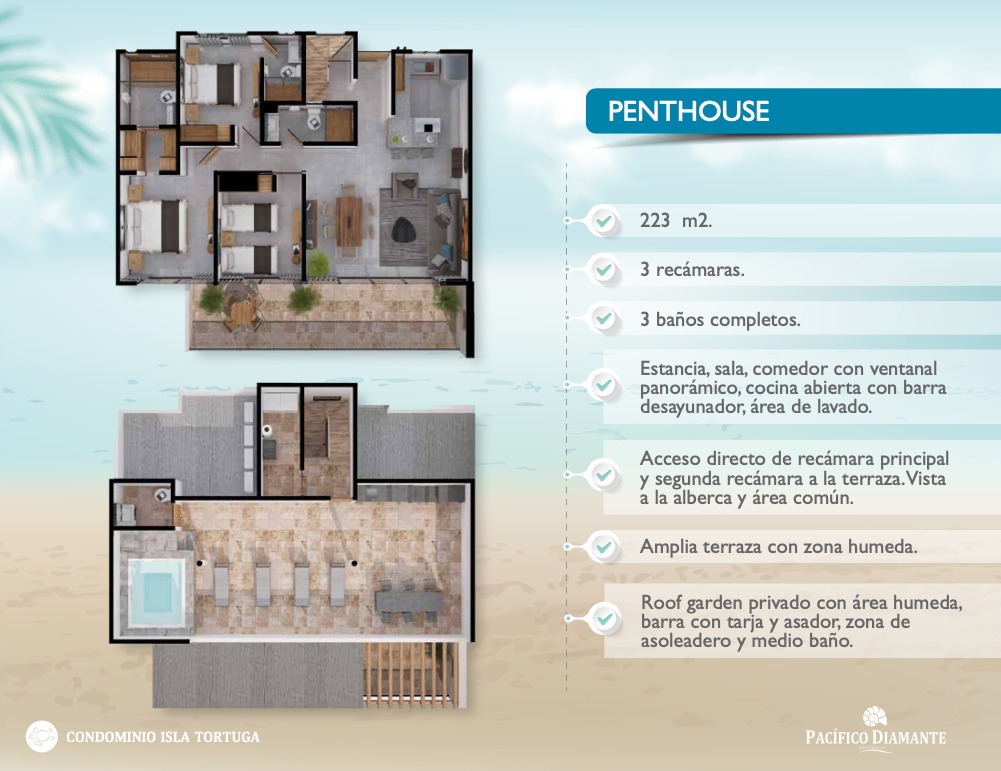 PENTHOUSE
223 m2.
3 recámaras.
3 baños completos.
Estancia, sala, comedor con ventanal
panorámico, cocina abierta con barra
desayunador, área de lavado.
Acceso directo de recámara principal
y segunda recámara a la terraza. Vista
a la alberca y área común.
Amplia terraza con zona humeda.
Roof garden privado con área humeda,
barra con tarja y asador, zona de
asoleadero y medio baño.
CONDOMINIO ISLA TORTUGA
PACÍFICO DIAMANTE